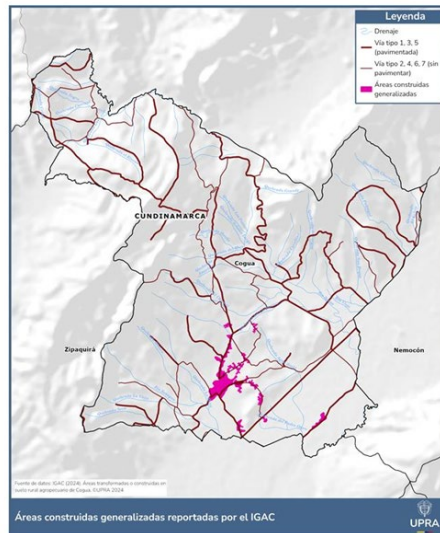 Leyenda
Drenaje
Vía tipo 1, 3, 5
(pavimentada)
Vía tipo 2, 4, 6, 7 (sin
pavimentar)
Áreas construidas
generalizadas
CUNDINAMARCA
Cogua
Zipaquirá
Nemocón
Fuente de datos: IGAC (2024). Áreas transformadas o construidas en
suelo rural agropecuario de Cogua. ©UPRA 2024
Áreas construidas generalizadas reportadas por el IGAC
UPRA